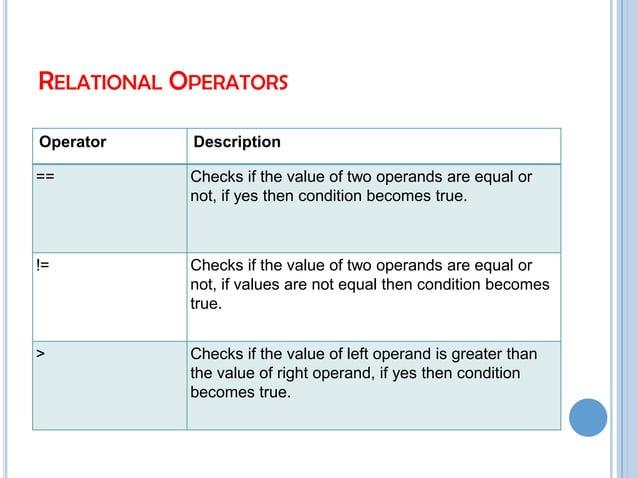 RELATIONAL OPERATORS
Operator Description
== Checks if the value of two operands are equal or
not, if yes then condition becomes true.
!= Checks if the value of two operands are equal or
not, if values are not equal then condition becomes
true.
> Checks if the value of left operand is greater than
the value of right operand, if yes then condition
becomes true.